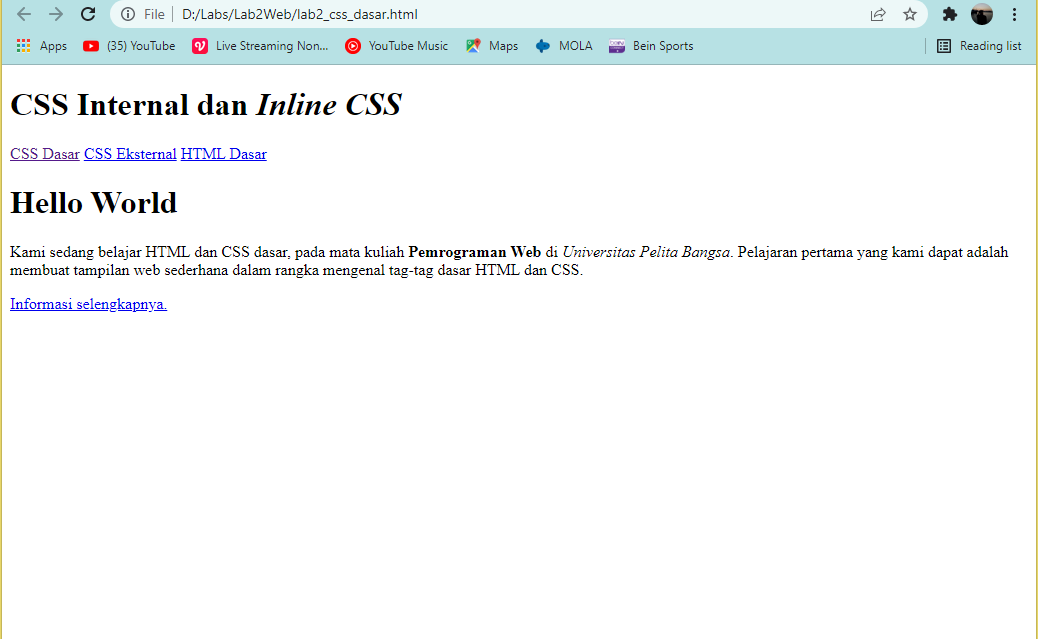 File D:/Labs/Lab2Web/lab2_css_dasar.html
Apps (35) YouTube Live Streaming Non... YouTube Music Maps MOLA Bein Sports Reading list
CSS Internal dan Inline CSS
CSS Dasar CSS Eksternal HTML Dasar
Hello World
Kami sedang belajar HTML dan CSS dasar, pada mata kuliah Pemrograman Web di Universitas Pelita Bangsa. Pelajaran pertama yang kami dapat adalah
membuat tampilan web sederhana dalam rangka mengenal tag-tag dasar HTML dan CSS.
Informasi selengkapnya.